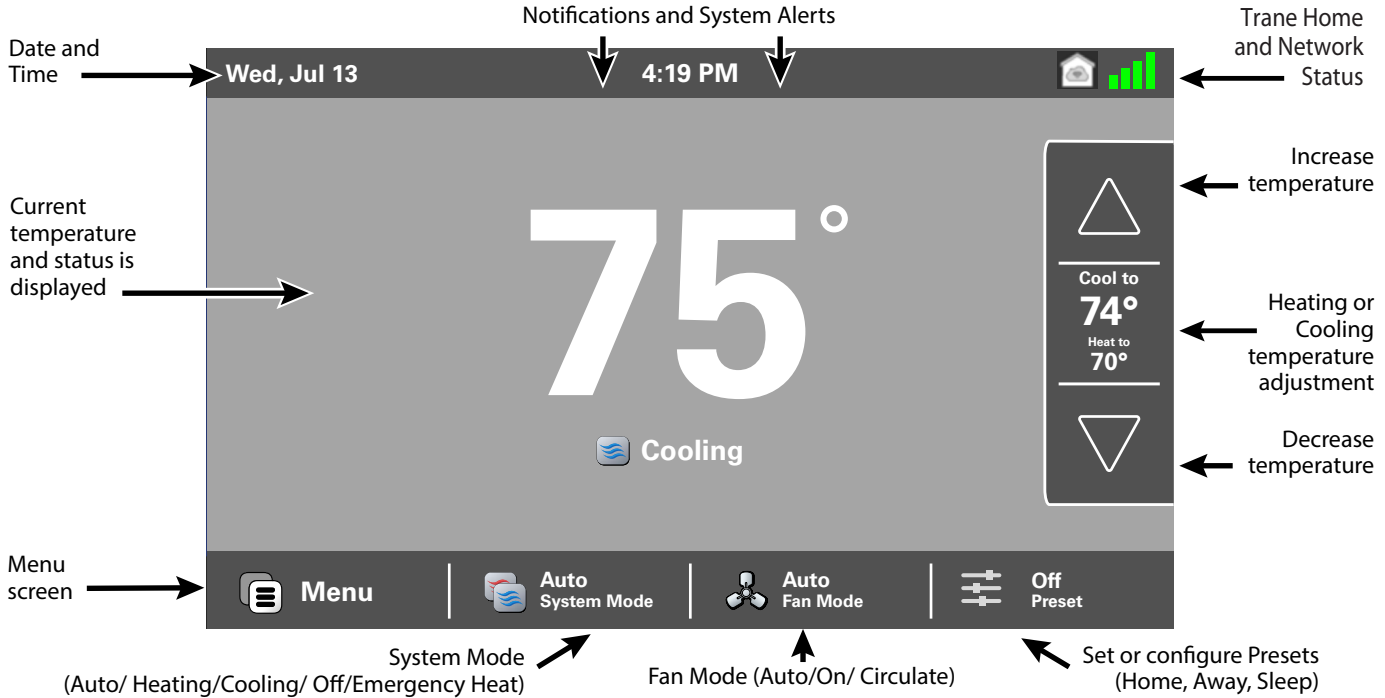 Notifications and System Alerts
Date and
Time
Trane Home
and Network
Status
Wed, Jul 13
4:19 PM
Increase
temperature
Current
temperature
and status is
displayed
75°
Cooling
Cool to
74°
Heat to
70°
Heating or
Cooling
temperature
adjustment
Decrease
temperature
Menu
screen
Menu
Auto
System Mode
Auto
Fan Mode
Off
Preset
System Mode
(Auto/ Heating/Cooling/ Off/Emergency Heat)
Fan Mode (Auto/On/ Circulate)
Set or configure Presets
(Home, Away, Sleep)